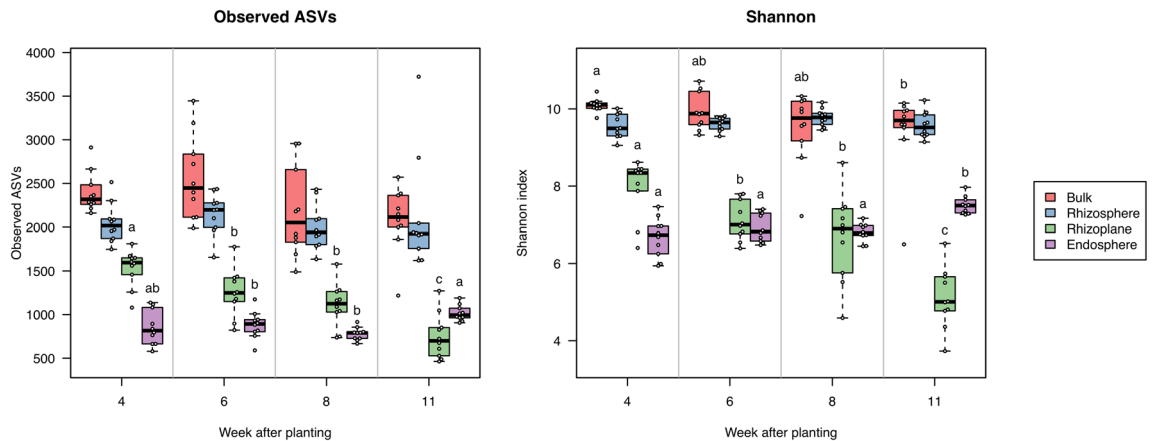 Observed ASVs
Shannon
4000
3500
3000
2500
2000
1500
1000
500
Observed ASVs
a
ab
b
b
b
b
c
a
4
6
8
11
Week after planting
10
8
6
4
Shannon index
a
a
a
ab
b
a
ab
b
a
b
c
b
4
6
8
11
Week after planting
Bulk
Rhizosphere
Rhizoplane
Endosphere